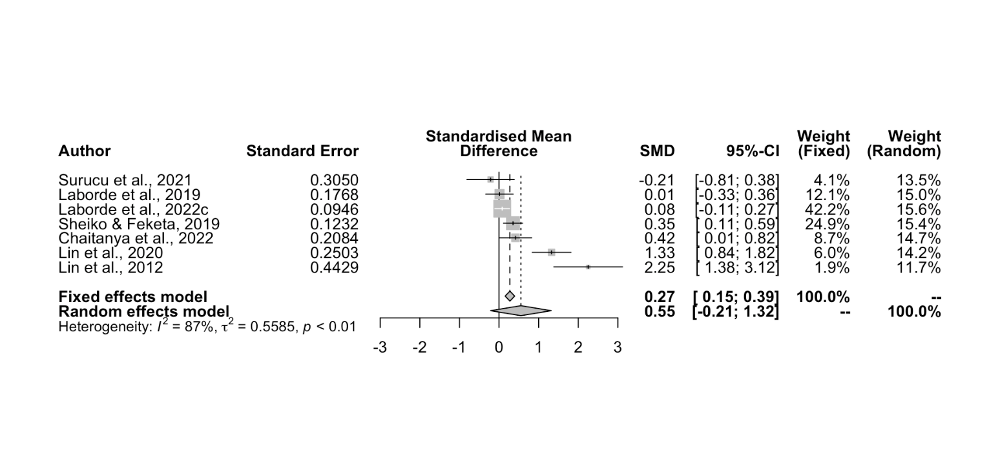 Standardised Mean Weight Weight
Author Standard Error Difference SMD 95%-CI (Fixed) (Random)
Surucu et al., 2021 0.3050 -0.21 [-0.81; 0.38] 4.1% 13.5%
Laborde et al., 2019 0.1768 0.01 [-0.33; 0.36] 12.1% 15.0%
Laborde et al., 2022c 0.0946 0.08 [-0.11; 0.27] 42.2% 15.6%
Sheiko & Feketa, 2019 0.1232 0.35 [ 0.11; 0.59] 24.9% 15.4%
Chaitanya et al., 2022 0.2084 0.42 [ 0.01; 0.82] 8.7% 14.7%
Lin et al., 2020 0.2503 1.33 [ 0.84; 1.82] 6.0% 14.2%
Lin et al., 2012 0.4429 2.25 [ 1.38; 3.12] 1.9% 11.7%
Fixed effects model 0.27 [ 0.15; 0.39] 100.0% --
Random effects model 0.55 [-0.21; 1.32] -- 100.0%
Heterogeneity: I² = 87%, τ² = 0.5585, p < 0.01
-3 -2 -1 0 1 2 3